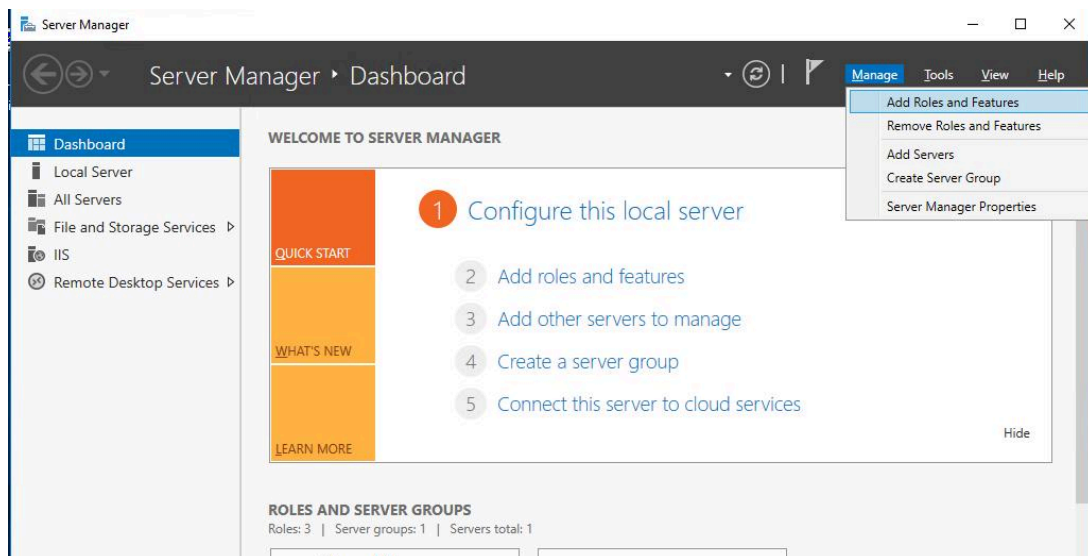 Server Manager
Server Manager ‣ Dashboard
Manage Tools View Help
Add Roles and Features
Remove Roles and Features
Add Servers
Create Server Group
Server Manager Properties
Dashboard
Local Server
All Servers
File and Storage Services
IIS
Remote Desktop Services
WELCOME TO SERVER MANAGER
QUICK START
WHAT'S NEW
LEARN MORE
1 Configure this local server
2 Add roles and features
3 Add other servers to manage
4 Create a server group
5 Connect this server to cloud services
Hide
ROLES AND SERVER GROUPS
Roles: 3 | Server groups: 1 | Servers total: 1